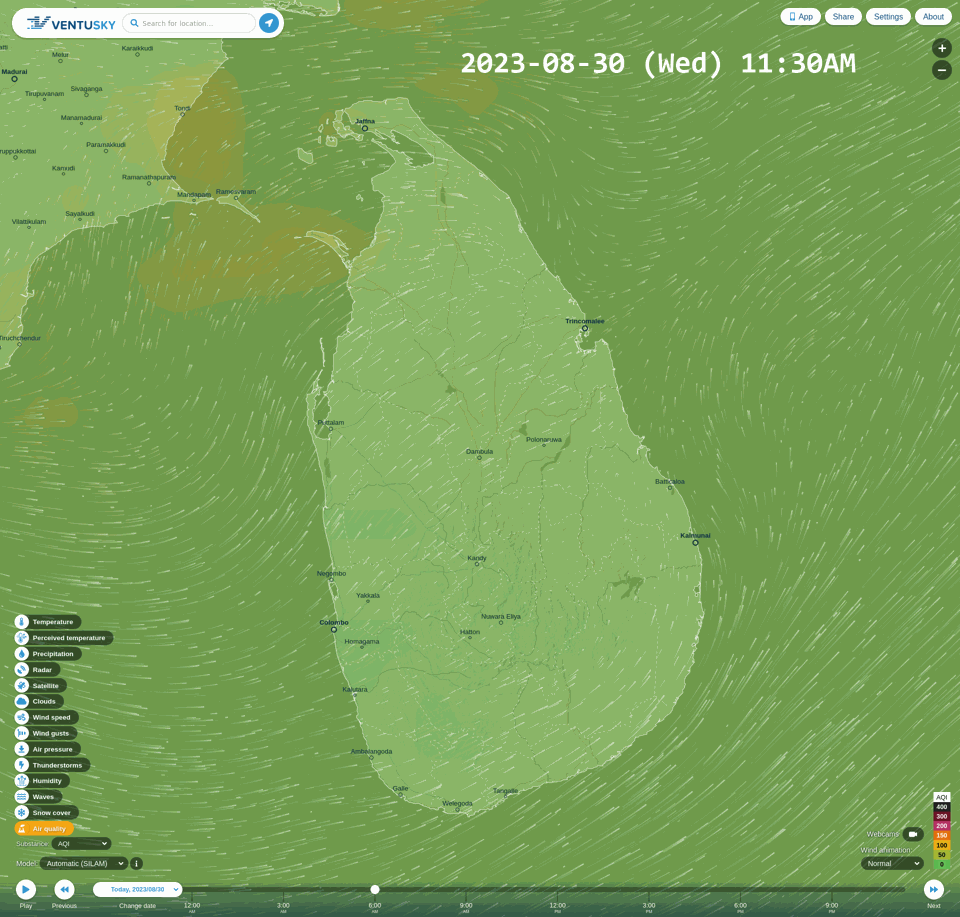 VENTUSKY
Search for location...
App
Share
Settings
About
2023-08-30 (Wed) 11:30AM
+
−
Karaikkudi
Melur
Madurai
Sivaganga
Tirupuvanam
Tondi
Manamadurai
Paramakkudi
Kamudi
Ramanathapuram
Mandapam
Rameswaram
Sayalkudi
Vilattikulam
Tiruchchendur
Jaffna
Trincomalee
Puttalam
Polonaruwa
Dambula
Batticaloa
Kalmunai
Kandy
Negombo
Yakkala
Nuwara Eliya
Colombo
Hatton
Homagama
Kalutara
Ambalangoda
Galle
Tangalle
Weligoda
Temperature
Perceived temperature
Precipitation
Radar
Satellite
Clouds
Wind speed
Wind gusts
Air pressure
Thunderstorms
Humidity
Waves
Snow cover
Air quality
Substance: AQI
Model: Automatic (SILAM) i
AQI
400
300
200
150
100
50
0
Webcams
Wind animation:
Normal
Today, 2023/08/30
Play
Previous
Change date
12:00 AM
3:00 AM
6:00 AM
9:00 AM
12:00 PM
3:00 PM
6:00 PM
9:00 PM
Next